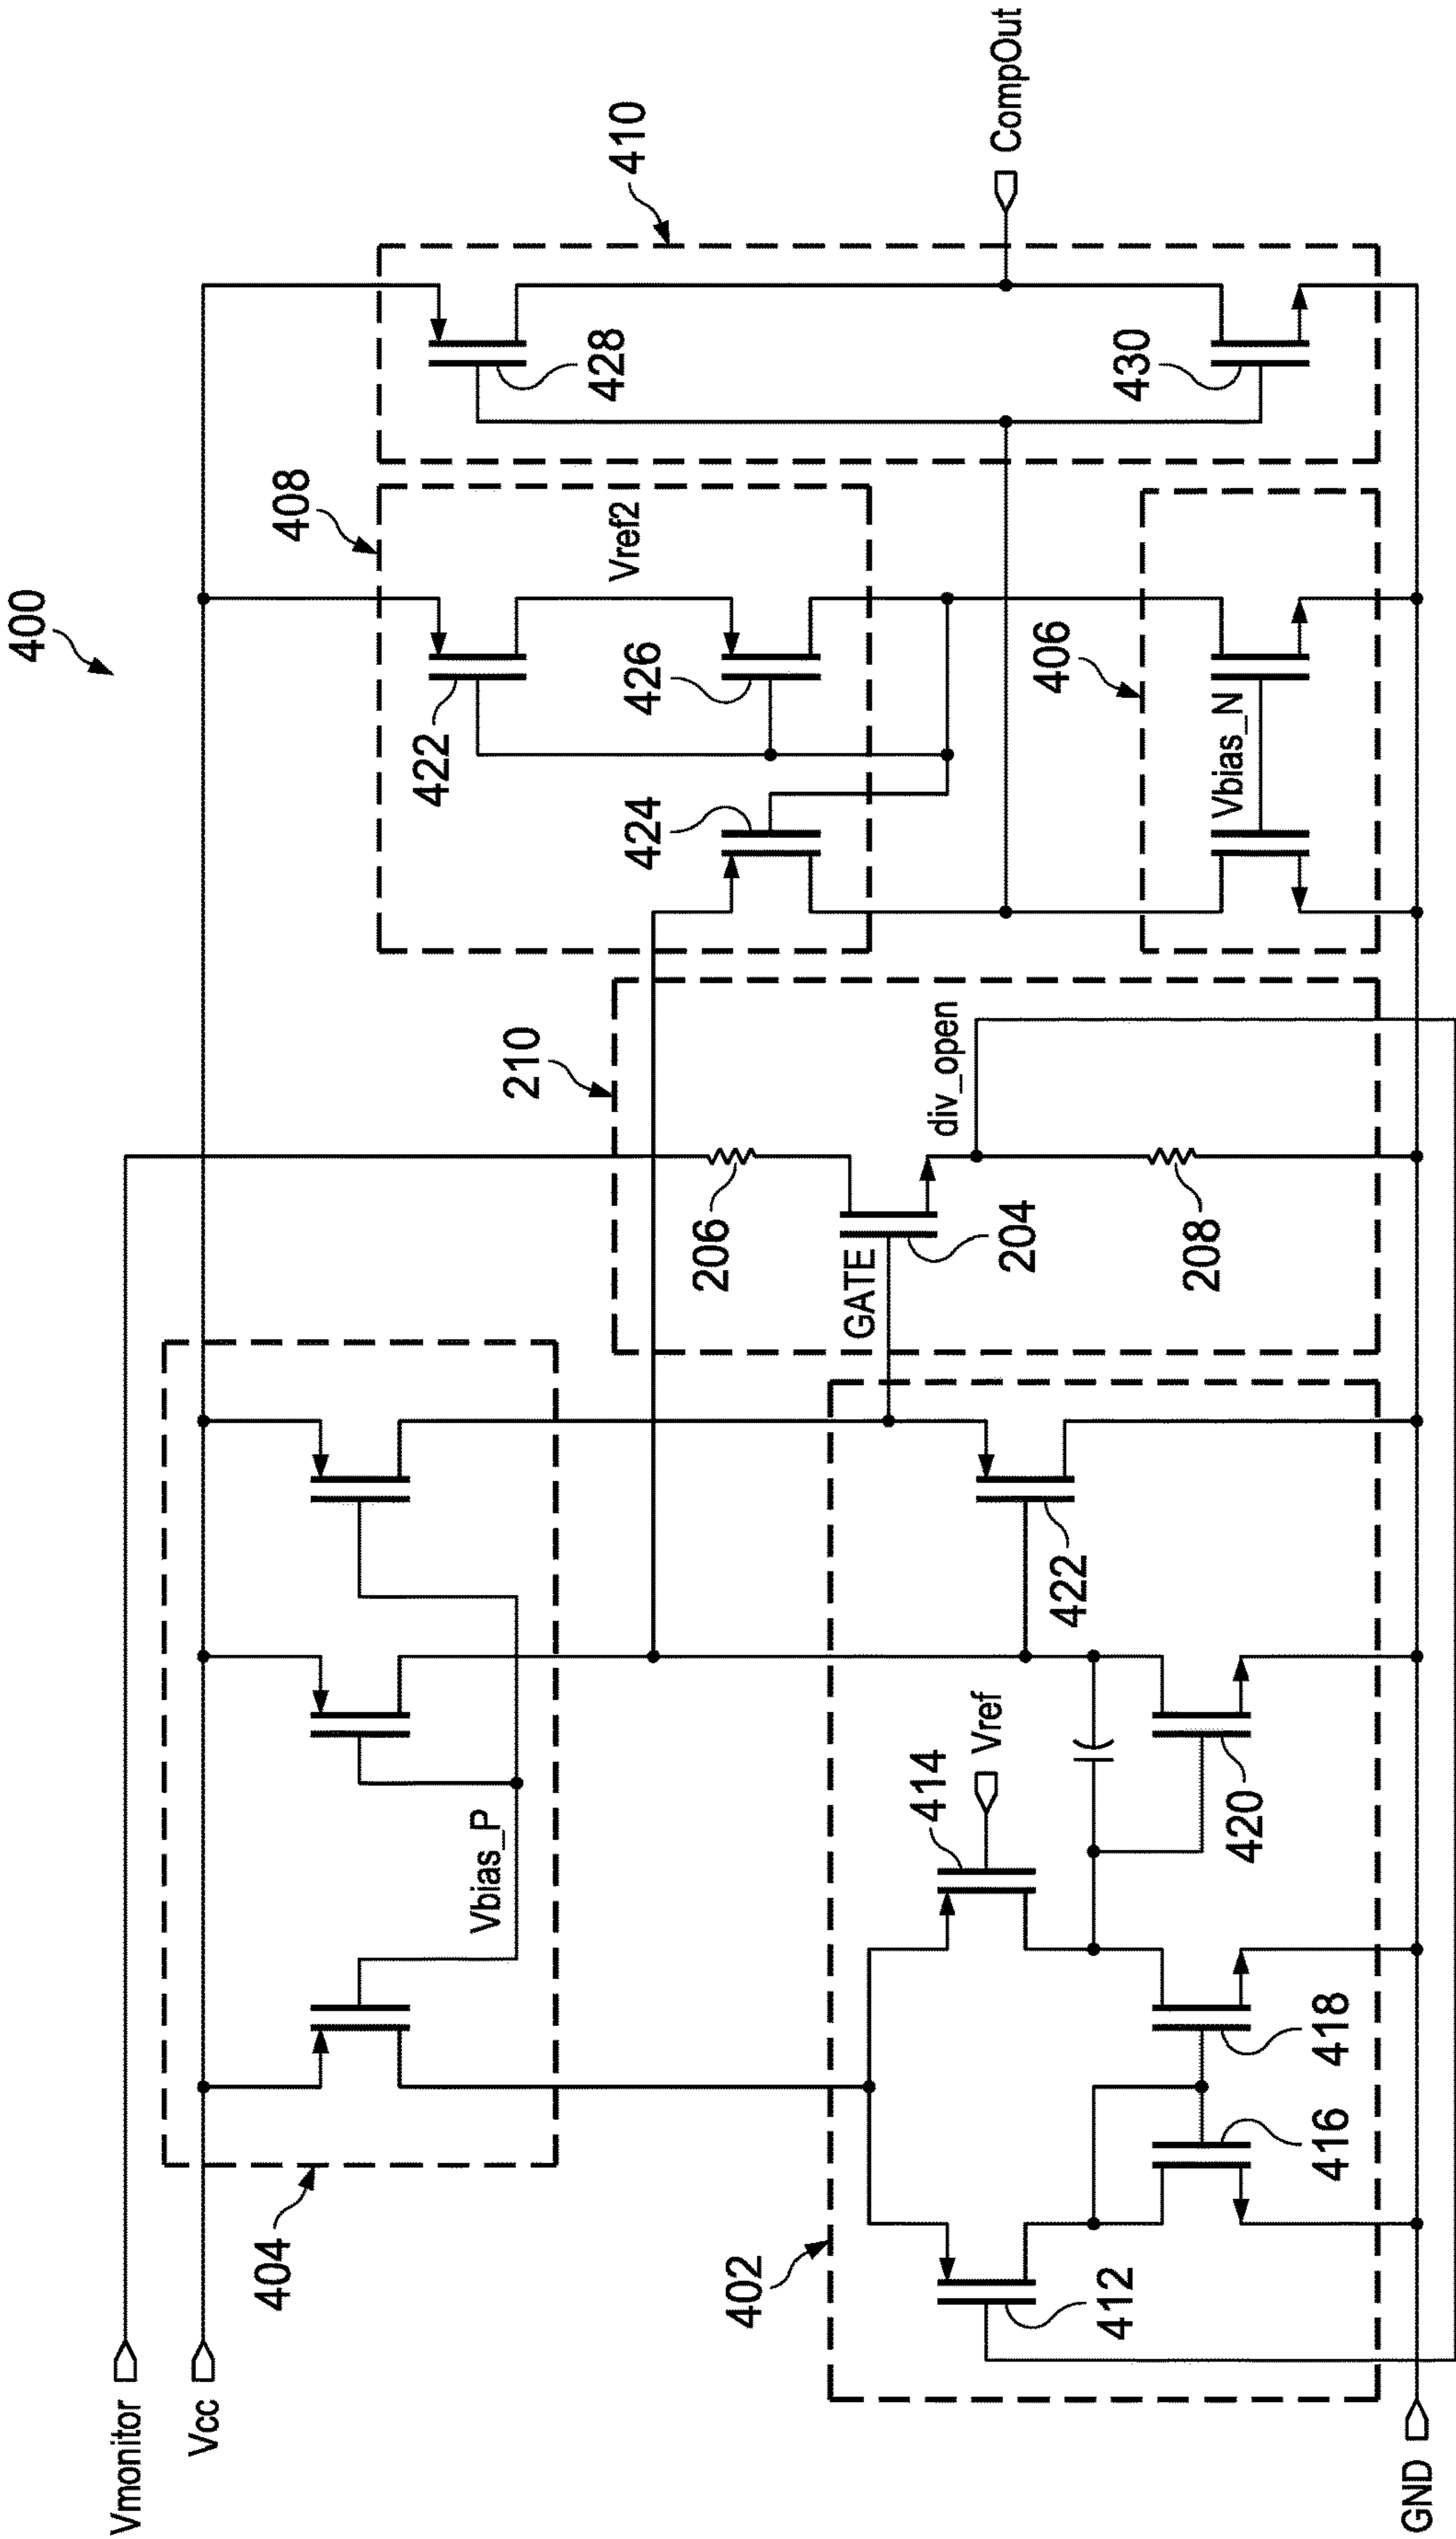 400
Vmonitor
Vcc
404
Vbias_P
210
408
410
422
Vref2
428
424
426
CompOut
402
412
414
Vref
416
418
420
422
GATE
206
204
div_open
208
406
Vbias_N
430
GND